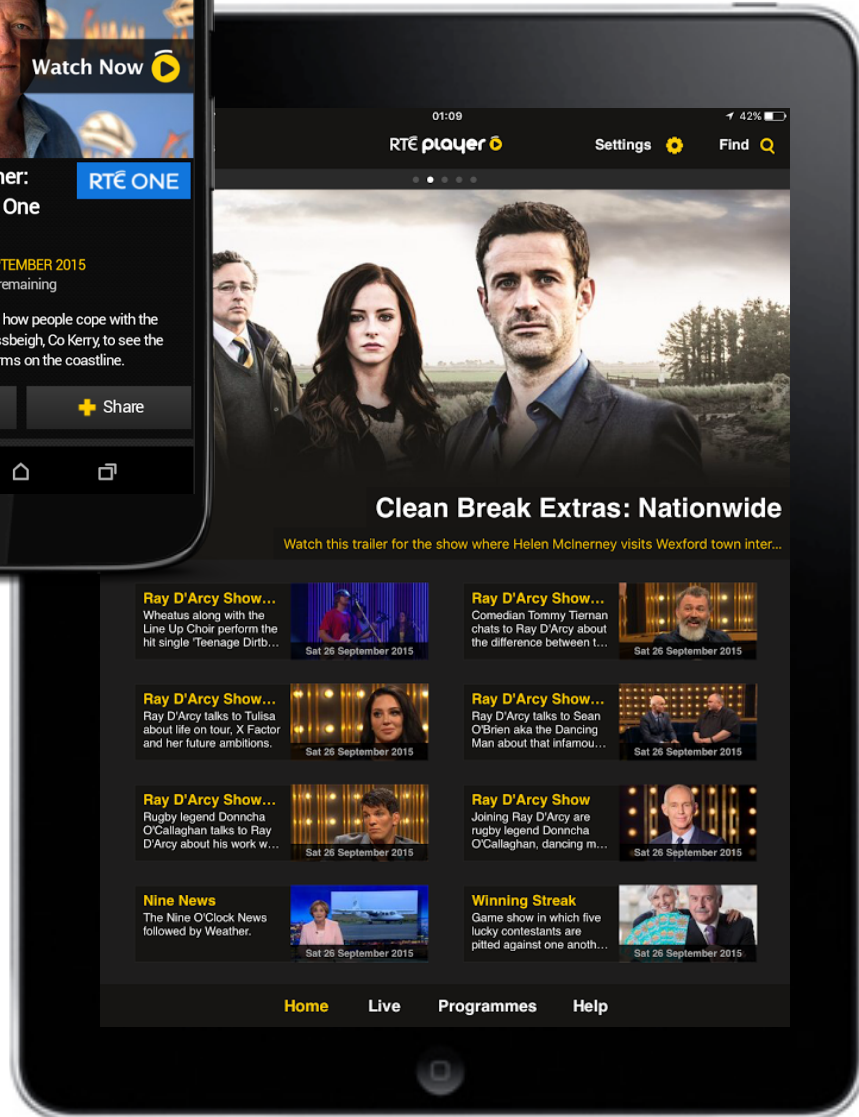 Watch Now
RTÉ ONE
One
TEMBER 2015
remaining
how people cope with the
ssbeigh, Co Kerry, to see the
rms on the coastline.
Share
01:09
42%
RTÉ player
Settings
Find
Clean Break Extras: Nationwide
Watch this trailer for the show where Helen McInerney visits Wexford town inter...
Ray D'Arcy Show...
Wheatus along with the
Line Up Choir perform the
hit single 'Teenage Dirtb...
Sat 26 September 2015
Ray D'Arcy Show...
Comedian Tommy Tiernan
chats to Ray D'Arcy about
the difference between t...
Sat 26 September 2015
Ray D'Arcy Show...
Ray D'Arcy talks to Tulisa
about life on tour, X Factor
and her future ambitions.
Sat 26 September 2015
Ray D'Arcy Show...
Ray D'Arcy talks to Sean
O'Brien aka the Dancing
Man about that infamou...
Sat 26 September 2015
Ray D'Arcy Show...
Rugby legend Donncha
O'Callaghan talks to Ray
D'Arcy about his work w...
Sat 26 September 2015
Ray D'Arcy Show
Joining Ray D'Arcy are
rugby legend Donncha
O'Callaghan, dancing m...
Sat 26 September 2015
Nine News
The Nine O'Clock News
followed by Weather.
Sat 26 September 2015
Winning Streak
Game show in which five
lucky contestants are
pitted against one anoth...
Sat 26 September 2015
Home Live Programmes Help